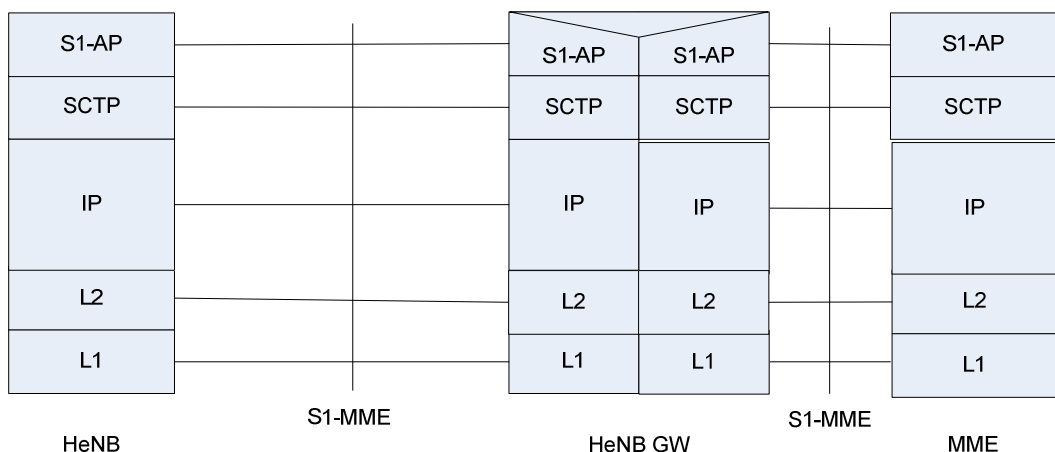 S1-AP
S1-AP
S1-AP
S1-AP
SCTP
SCTP
SCTP
SCTP
IP
IP
IP
IP
L2
L2
L2
L2
L1
L1
L1
L1
S1-MME
S1-MME
HeNB
HeNB GW
MME